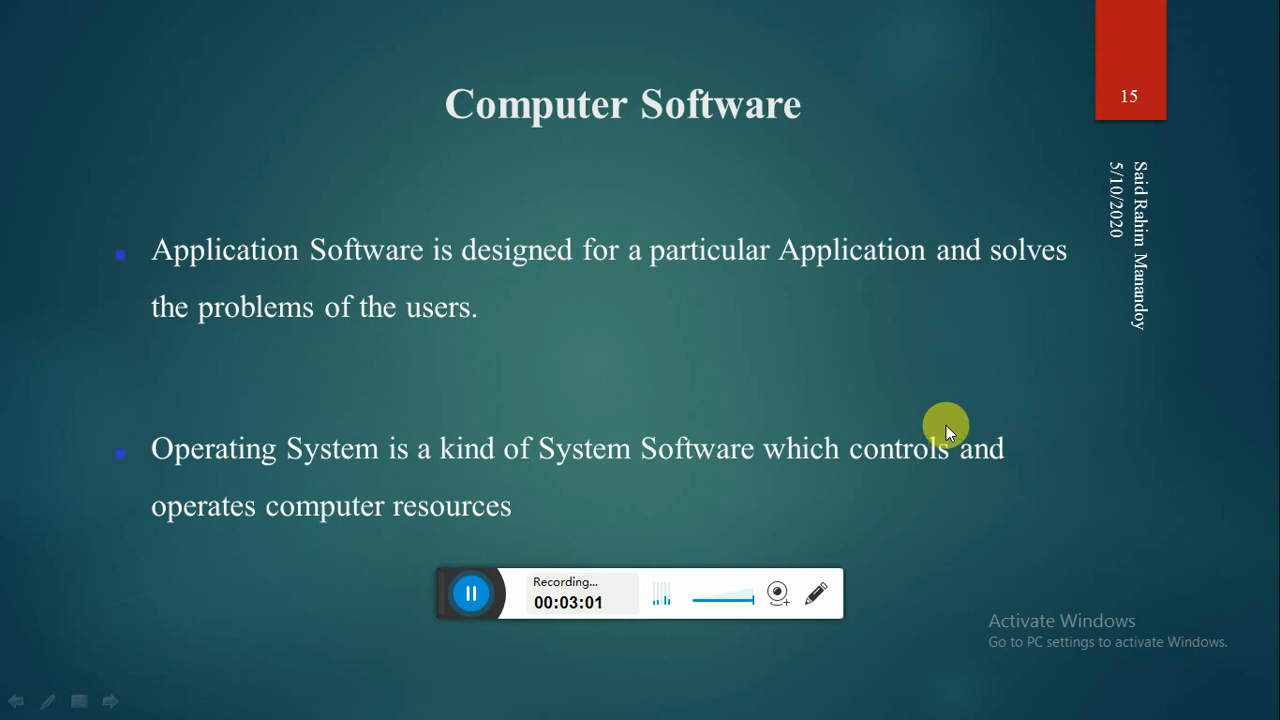 Computer Software
15
Said Rahim Manandoy
5/10/2020
Application Software is designed for a particular Application and solves
the problems of the users.
Operating System is a kind of System Software which controls and
operates computer resources
Recording...
00:03:01
Activate Windows
Go to PC settings to activate Windows.